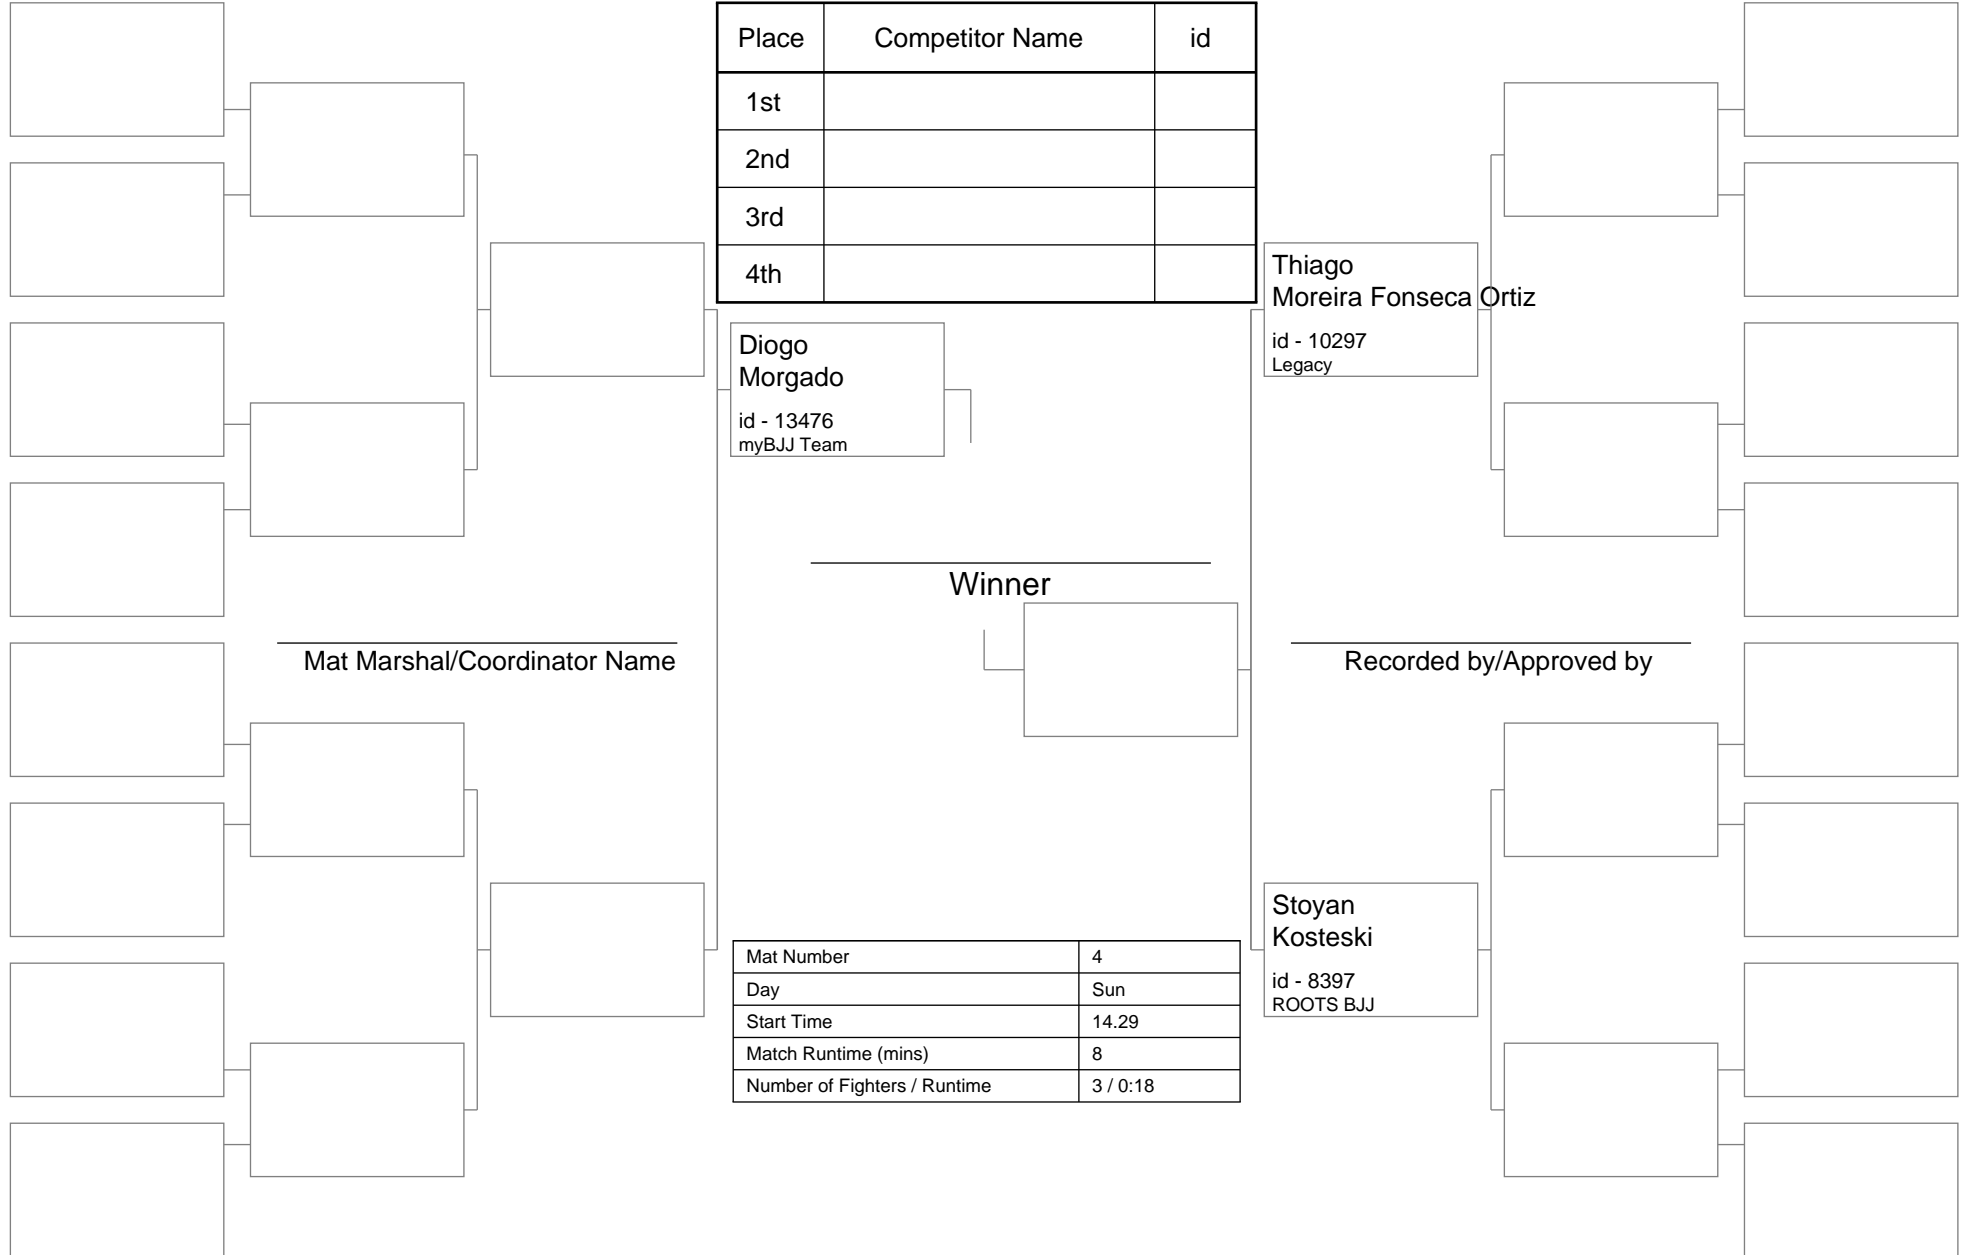 Place Competitor Name id
1st
2nd
3rd
4th
Thiago
Moreira Fonseca Ortiz
id - 10297
Legacy
Diogo
Morgado
id - 13476
myBJJ Team
Winner
Mat Marshal/Coordinator Name
Recorded by/Approved by
Stoyan
Kosteski
id - 8397
ROOTS BJJ
Mat Number 4
Day Sun
Start Time 14.29
Match Runtime (mins) 8
Number of Fighters / Runtime 3 / 0:18